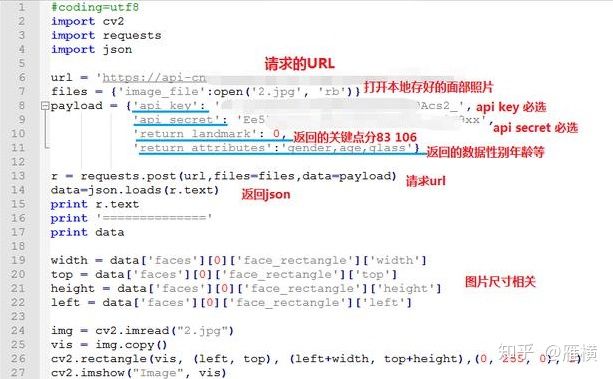 1 #coding=utf8
2 import cv2
3 import requests
4 import json
5
请求的URL
6 url = 'https://api-cn
7 files = {'image_file':open('2.jpg', 'rb')} 打开本地存好的面部照片
8 payload = {'api_key': Acs2_', api key 必选
9 'api_secret': 'Ee5 xx', api secret 必选
10 'return_landmark': 0, 返回的关键点分83 106
11 'return_attributes':'gender,age,glass'} 返回的数据性别年龄等
12
13 r = requests.post(url,files=files,data=payload) 请求url
14 data=json.loads(r.text) 返回json
15 print r.text
16 print '=============='
17 print data
18
19 width = data['faces'][0]['face_rectangle']['width']
20 top = data['faces'][0]['face_rectangle']['top']
21 height = data['faces'][0]['face_rectangle']['height'] 图片尺寸相关
22 left = data['faces'][0]['face_rectangle']['left']
23
24 img = cv2.imread("2.jpg")
25 vis = img.copy()
26 cv2.rectangle(vis, (left, top), (left+width, top+height),(0, 255, 0), 2)
27 cv2.imshow("Image", vis)
知乎 @雁横